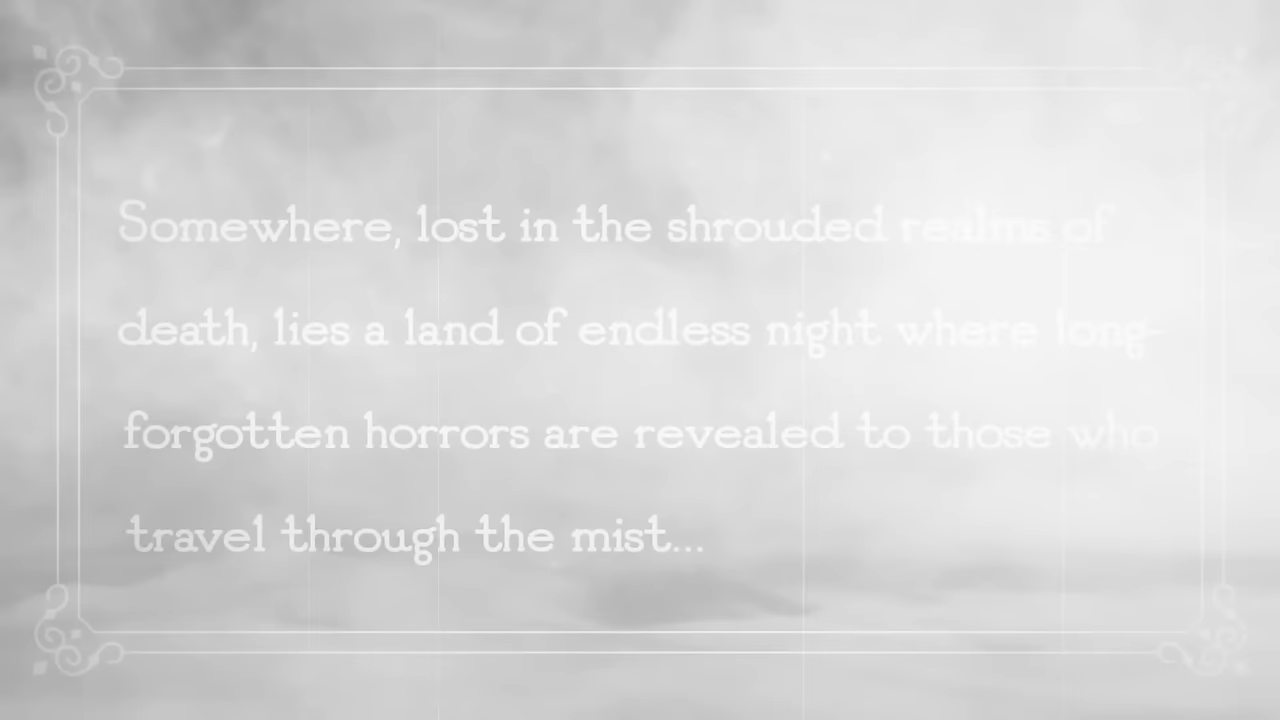 Somewhere, lost in the shrouded realms of
death, lies a land of endless night where long-
forgotten horrors are revealed to those who
travel through the mist...